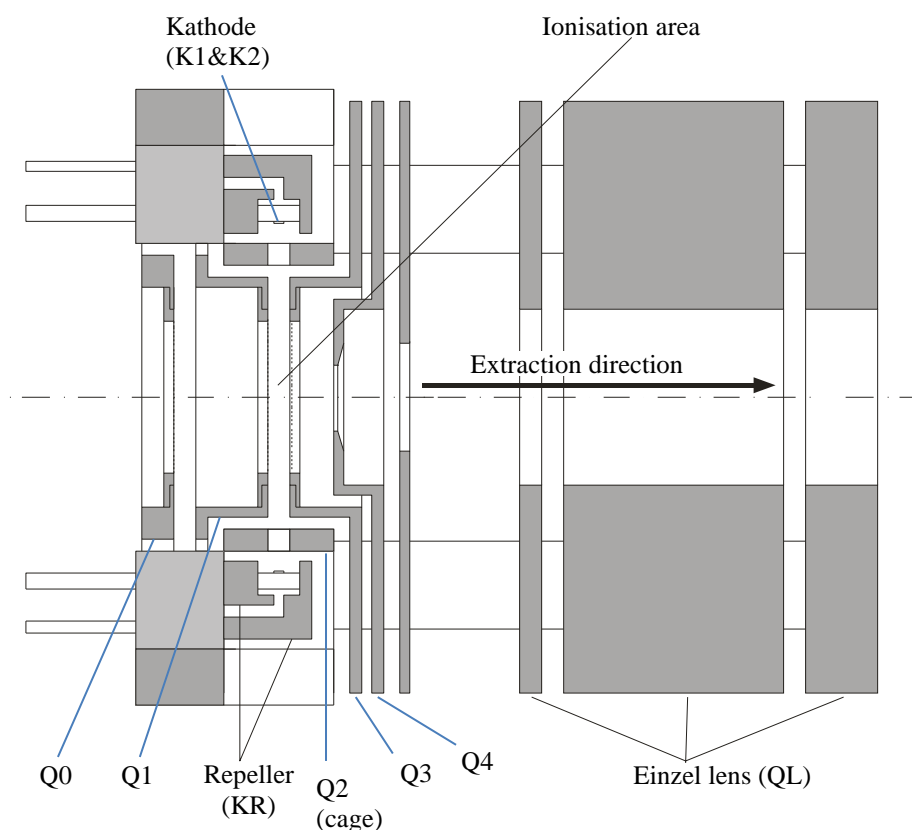 Kathode
(K1&K2)
Ionisation area
Extraction direction
Q0
Q1
Repeller
(KR)
Q2
(cage)
Q3
Q4
Einzel lens (QL)